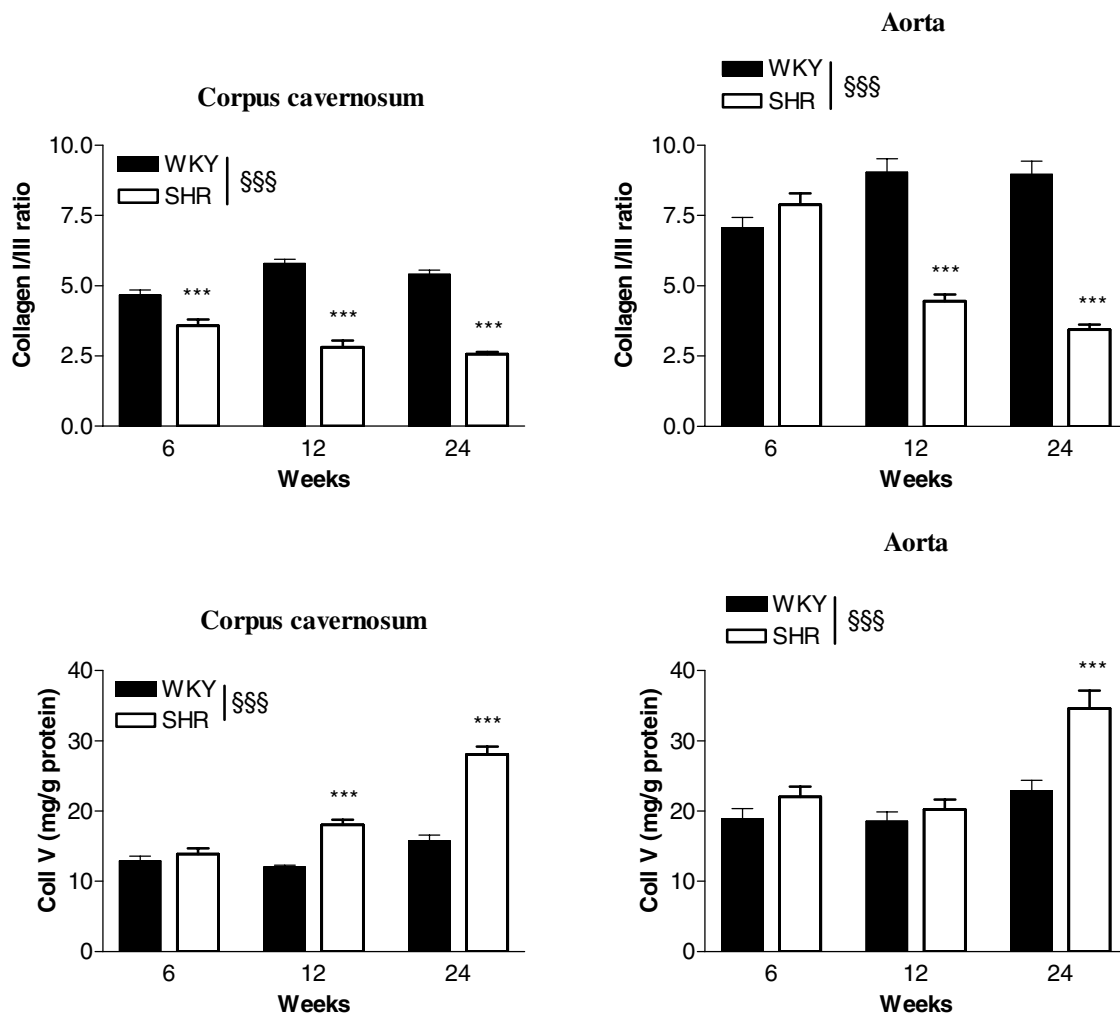 Corpus cavernosum
WKY
SHR
§§§
Collagen I/III ratio
10.0
7.5
5.0
2.5
0.0
***
***
***
6 12 24
Weeks
Aorta
WKY
SHR
§§§
Collagen I/III ratio
10.0
7.5
5.0
2.5
0.0
***
***
6 12 24
Weeks
Corpus cavernosum
WKY
SHR
§§§
Coll V (mg/g protein)
40
30
20
10
0
***
***
6 12 24
Weeks
Aorta
WKY
SHR
§§§
Coll V (mg/g protein)
40
30
20
10
0
***
6 12 24
Weeks